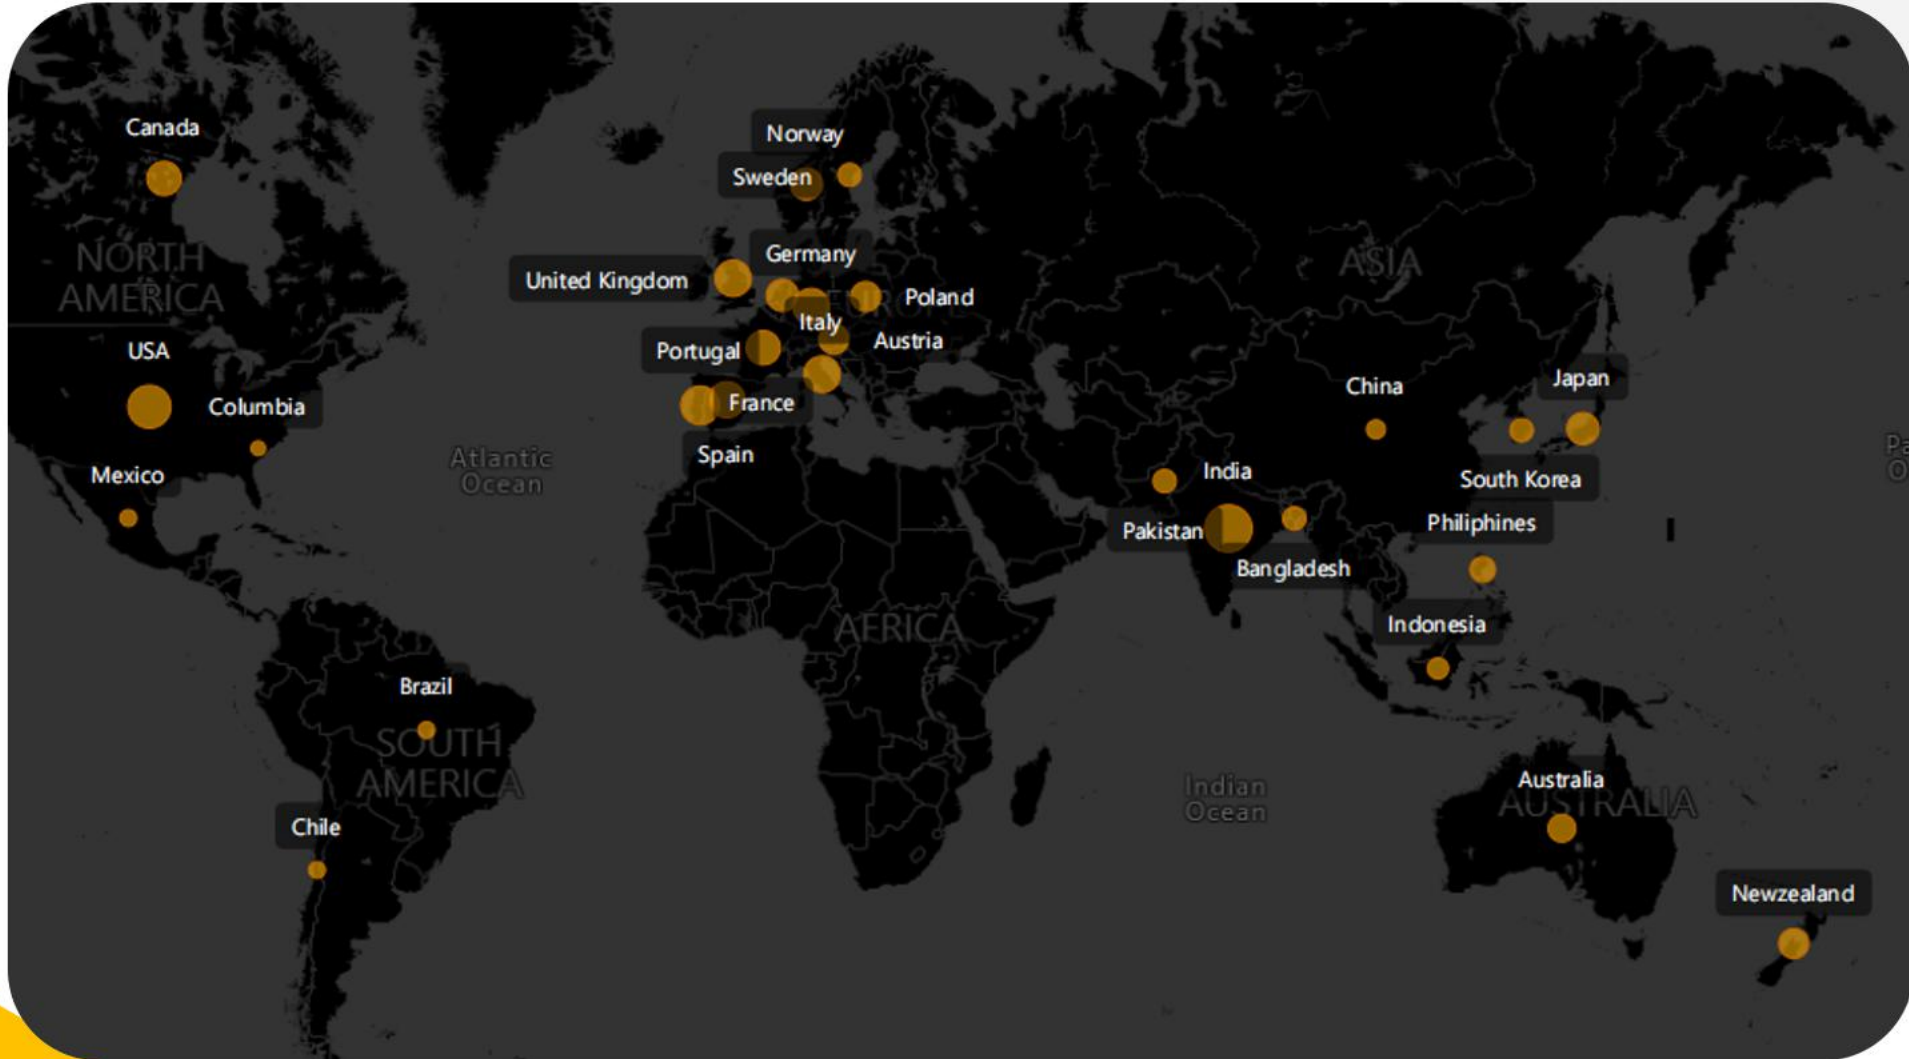 Canada
Norway
Sweden
NORTH
AMERICA
Germany
ASIA
United Kingdom
Poland
Italy
USA
Portugal
Austria
Columbia
France
China
Japan
Mexico
Atlantic
Ocean
Spain
India
South Korea
Pakistan
Philiphines
Bangladesh
AFRICA
Indonesia
Brazil
SOUTH
AMERICA
Australia
AUSTRALIA
Indian
Ocean
Chile
Newzealand